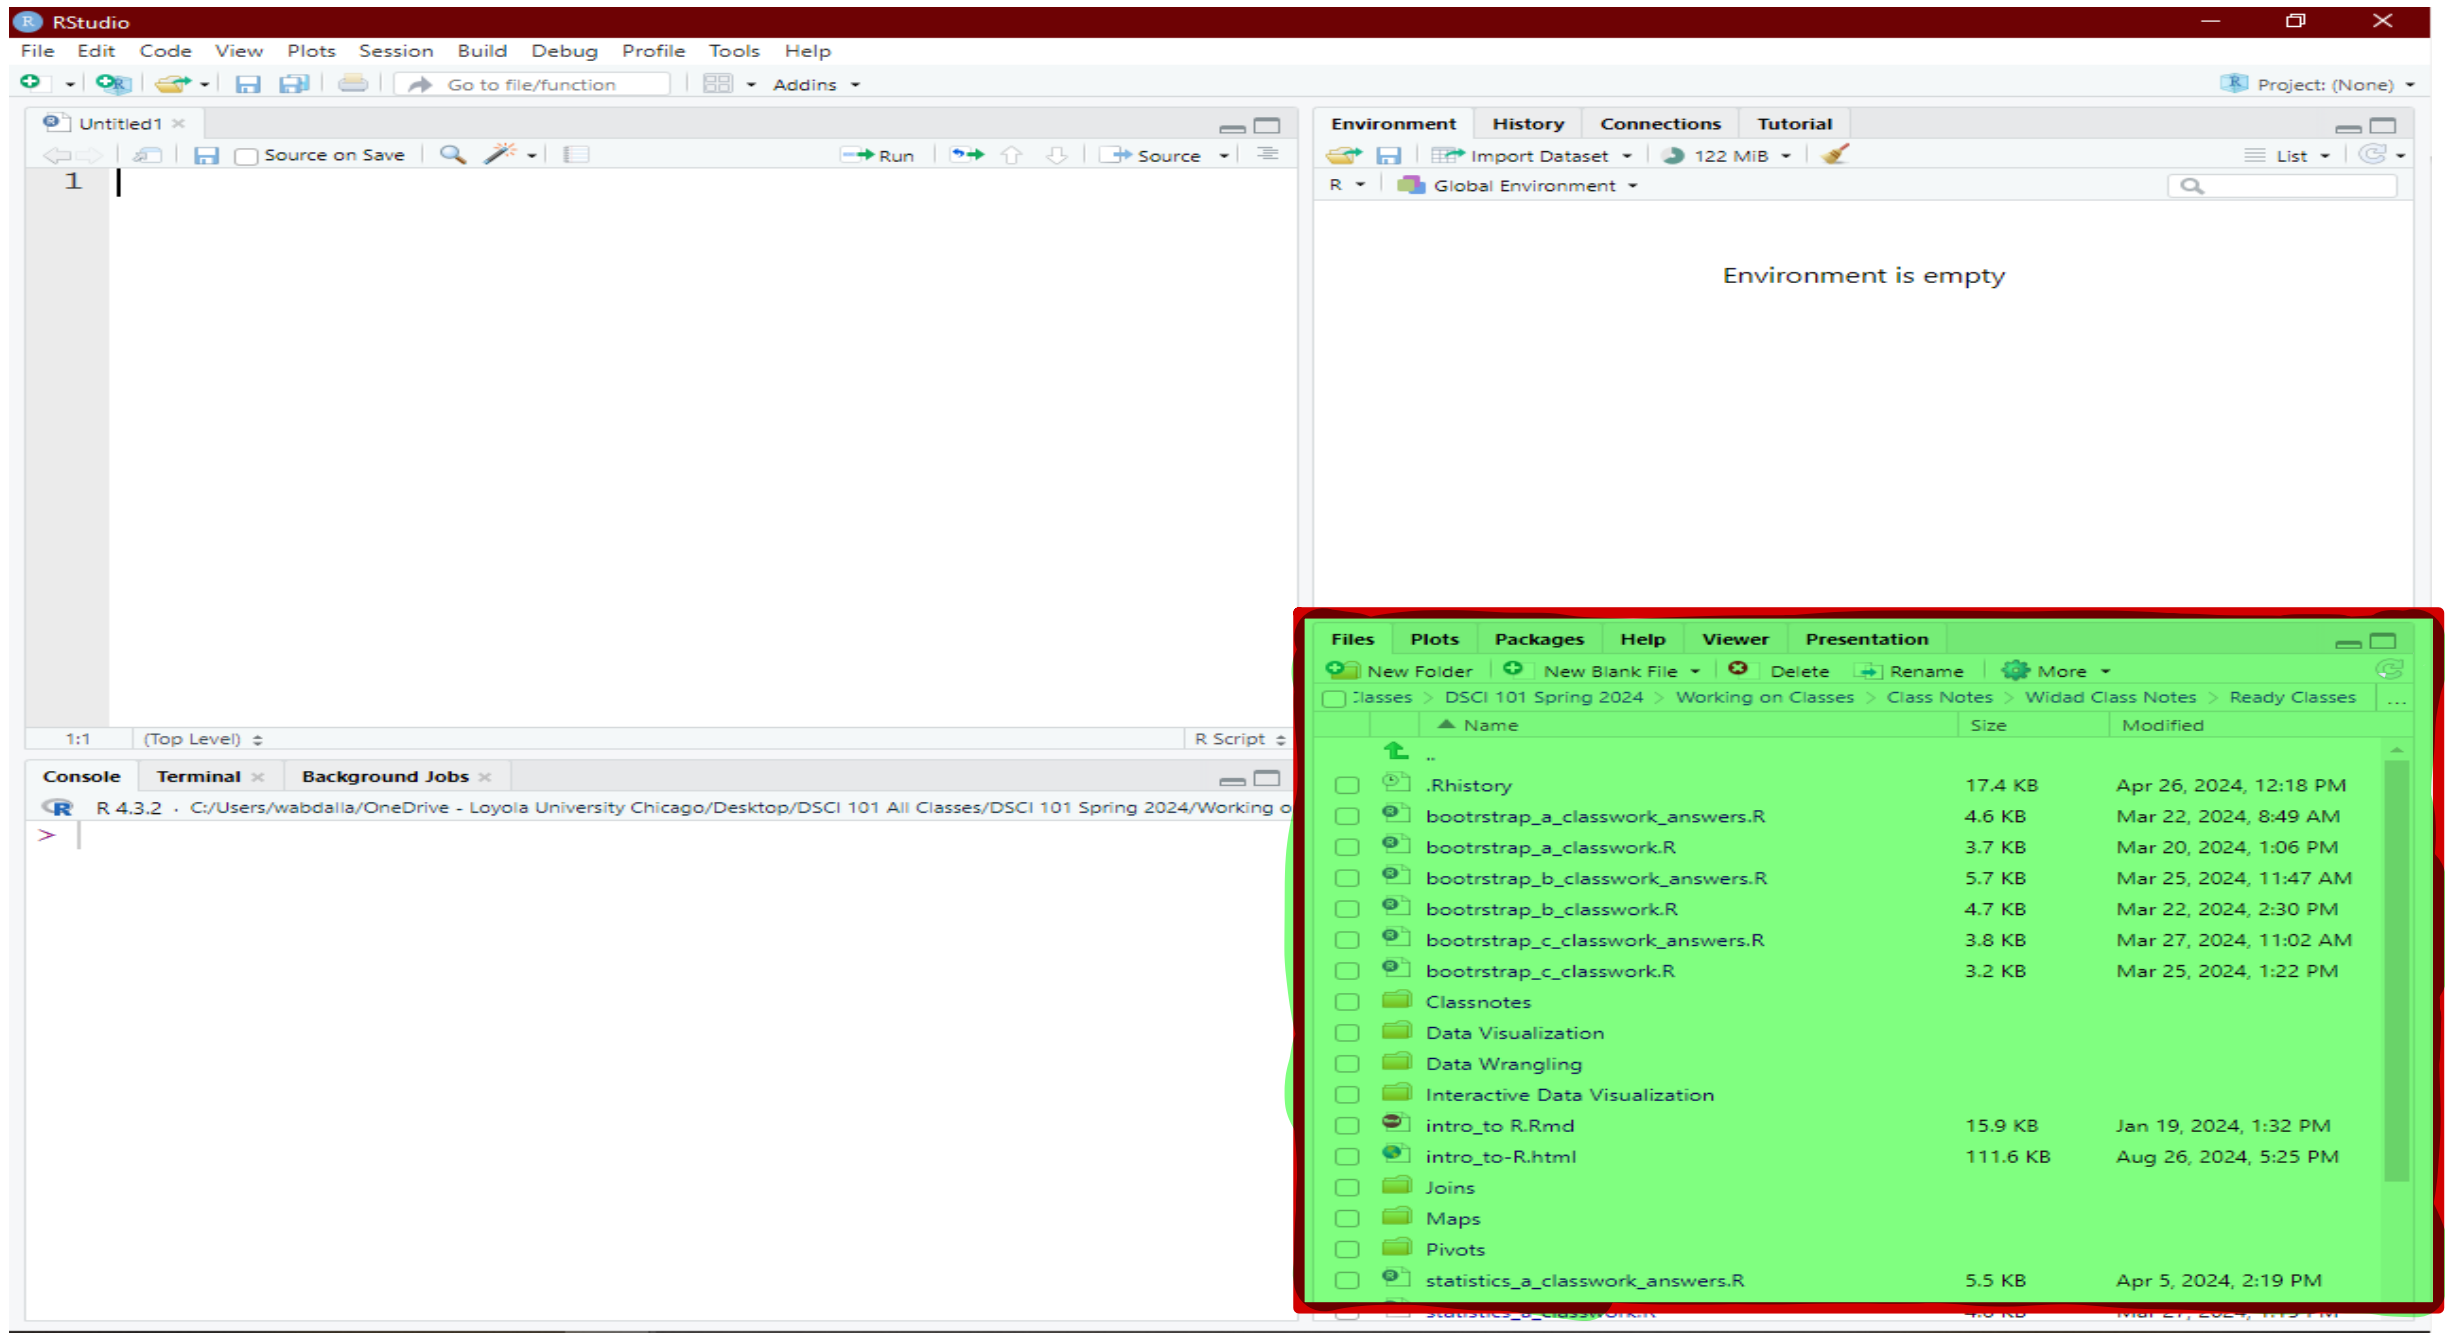 RStudio
File Edit Code View Plots Session Build Debug Profile Tools Help
Go to file/function Addins Project: (None)
Untitled1
Source on Save Run Source
1
1:1 (Top Level) R Script
Console Terminal Background Jobs
R 4.3.2 · C:/Users/wabdalla/OneDrive - Loyola University Chicago/Desktop/DSCI 101 All Classes/DSCI 101 Spring 2024/Working o
>
Environment History Connections Tutorial
Import Dataset 122 MiB List
R Global Environment
Environment is empty
Files Plots Packages Help Viewer Presentation
New Folder New Blank File Delete Rename More
Classes > DSCI 101 Spring 2024 > Working on Classes > Class Notes > Widad Class Notes > Ready Classes ...
Name Size Modified
..
.Rhistory 17.4 KB Apr 26, 2024, 12:18 PM
bootrstrap_a_classwork_answers.R 4.6 KB Mar 22, 2024, 8:49 AM
bootrstrap_a_classwork.R 3.7 KB Mar 20, 2024, 1:06 PM
bootrstrap_b_classwork_answers.R 5.7 KB Mar 25, 2024, 11:47 AM
bootrstrap_b_classwork.R 4.7 KB Mar 22, 2024, 2:30 PM
bootrstrap_c_classwork_answers.R 3.8 KB Mar 27, 2024, 11:02 AM
bootrstrap_c_classwork.R 3.2 KB Mar 25, 2024, 1:22 PM
Classnotes
Data Visualization
Data Wrangling
Interactive Data Visualization
intro_to R.Rmd 15.9 KB Jan 19, 2024, 1:32 PM
intro_to-R.html 111.6 KB Aug 26, 2024, 5:25 PM
Joins
Maps
Pivots
statistics_a_classwork_answers.R 5.5 KB Apr 5, 2024, 2:19 PM